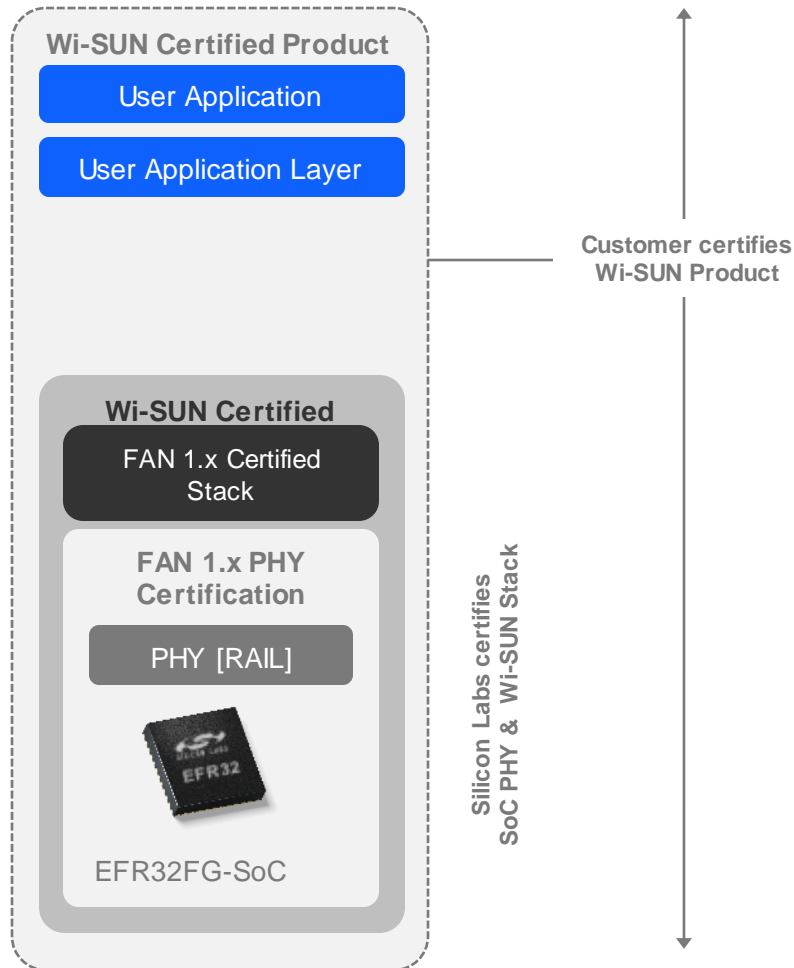 Wi-SUN Certified Product
User Application
User Application Layer
Customer certifies
Wi-SUN Product
Wi-SUN Certified
FAN 1.x Certified
Stack
FAN 1.x PHY
Certification
PHY [RAIL]
Silicon Labs certifies
SoC PHY & Wi-SUN Stack
SILICON LABS
EFR32
EFR32FG-SoC